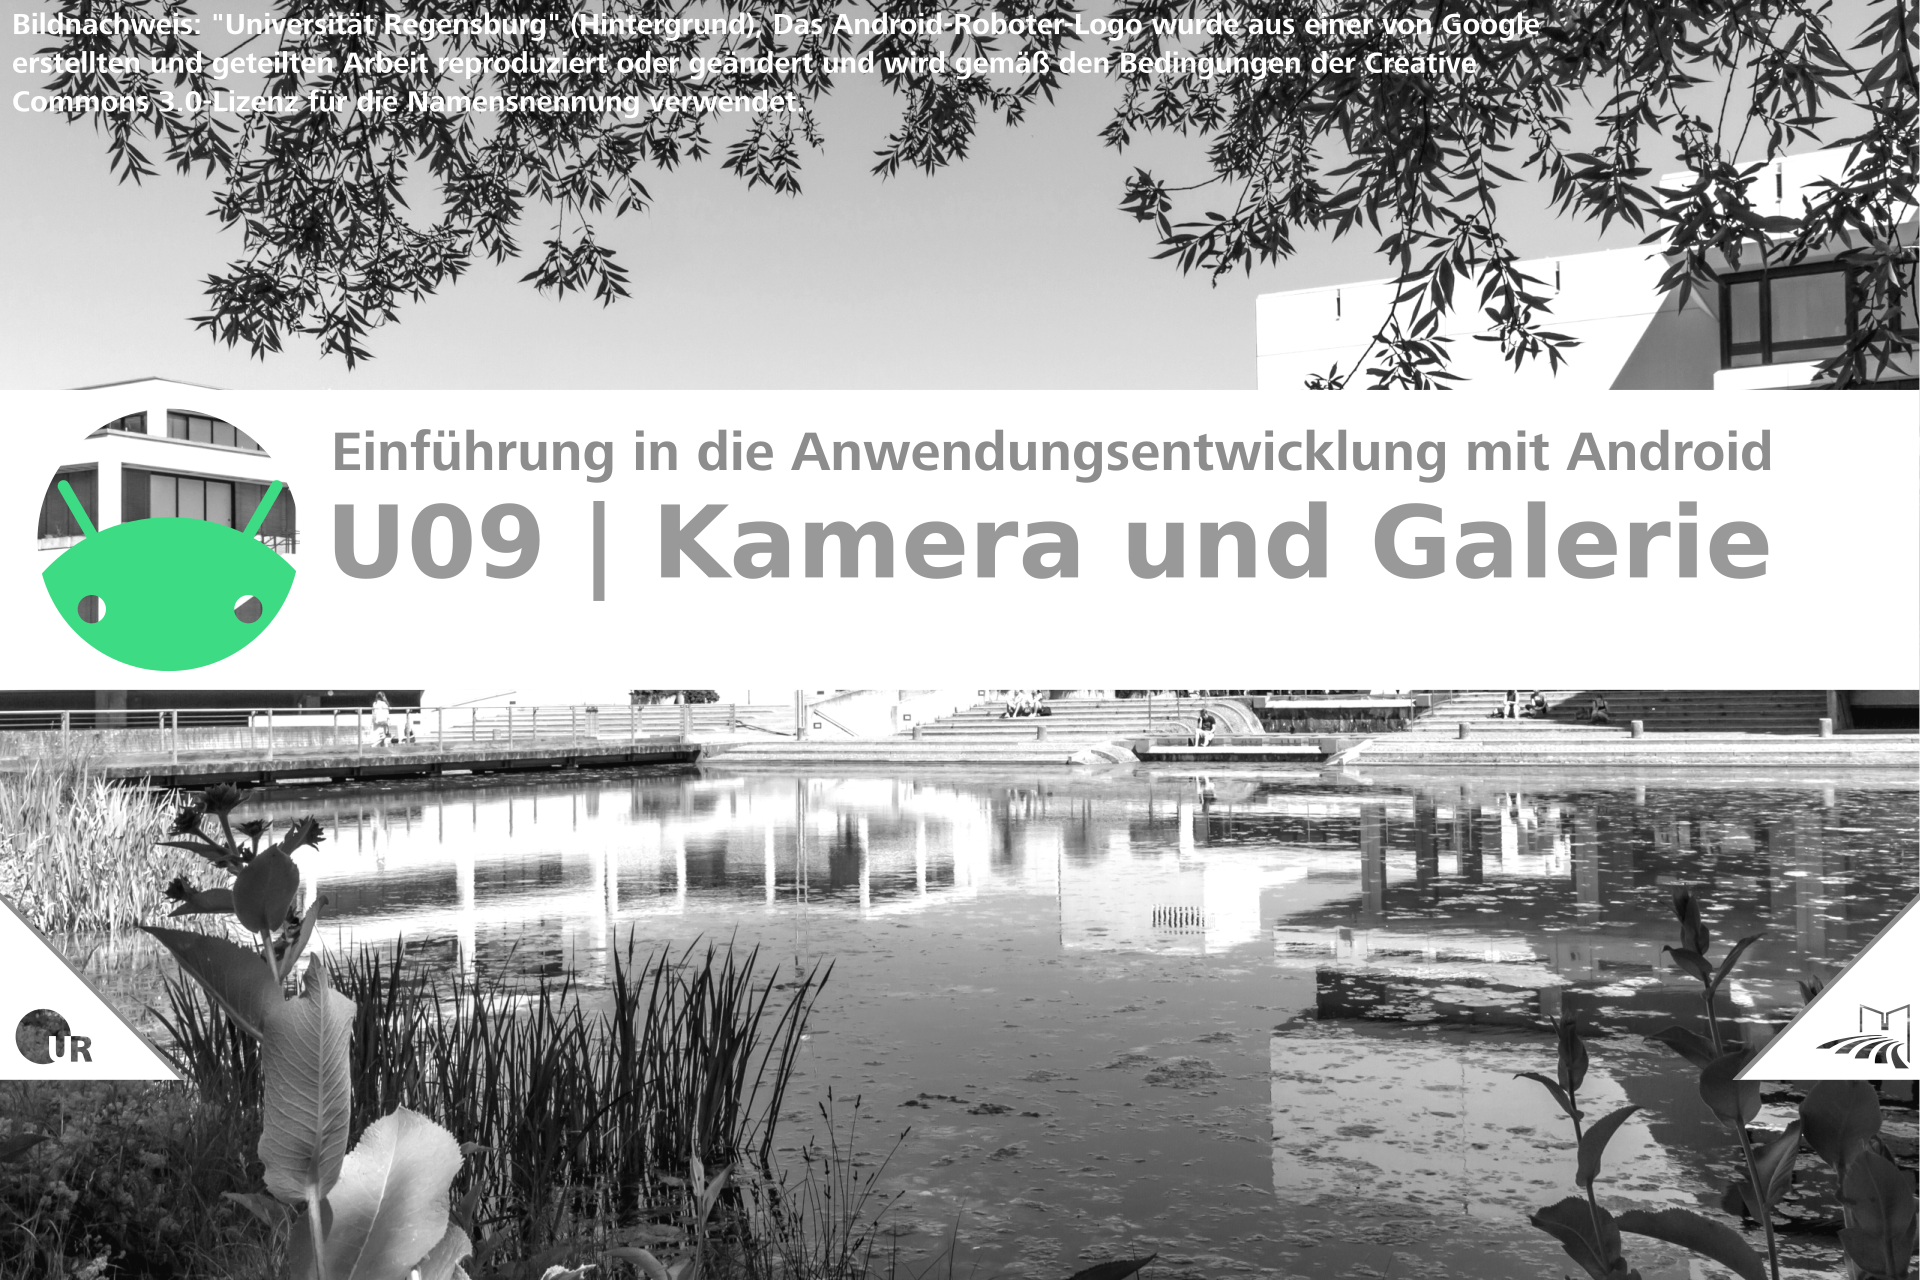 Bildnachweis: "Universität Regensburg" (Hintergrund), Das Android-Roboter-Logo wurde aus einer von Google
erstellten und geteilten Arbeit reproduziert oder geändert und wird gemäß den Bedingungen der Creative
Commons 3.0-Lizenz für die Namensnennung verwendet.
Einführung in die Anwendungsentwicklung mit Android
U09 | Kamera und Galerie
UR